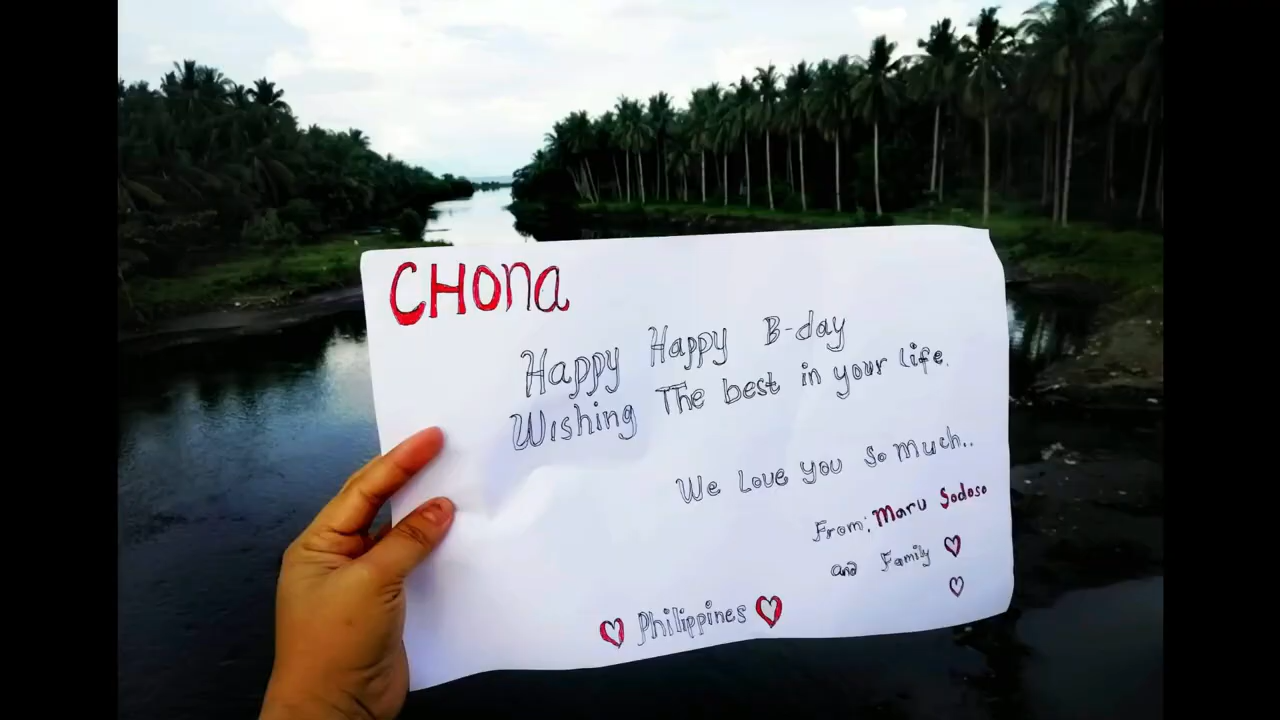 CHONA
Happy Happy B-day
Wishing The best in your life.
We Love you so much..
From: Maru Sodoso
and Family
Philippines